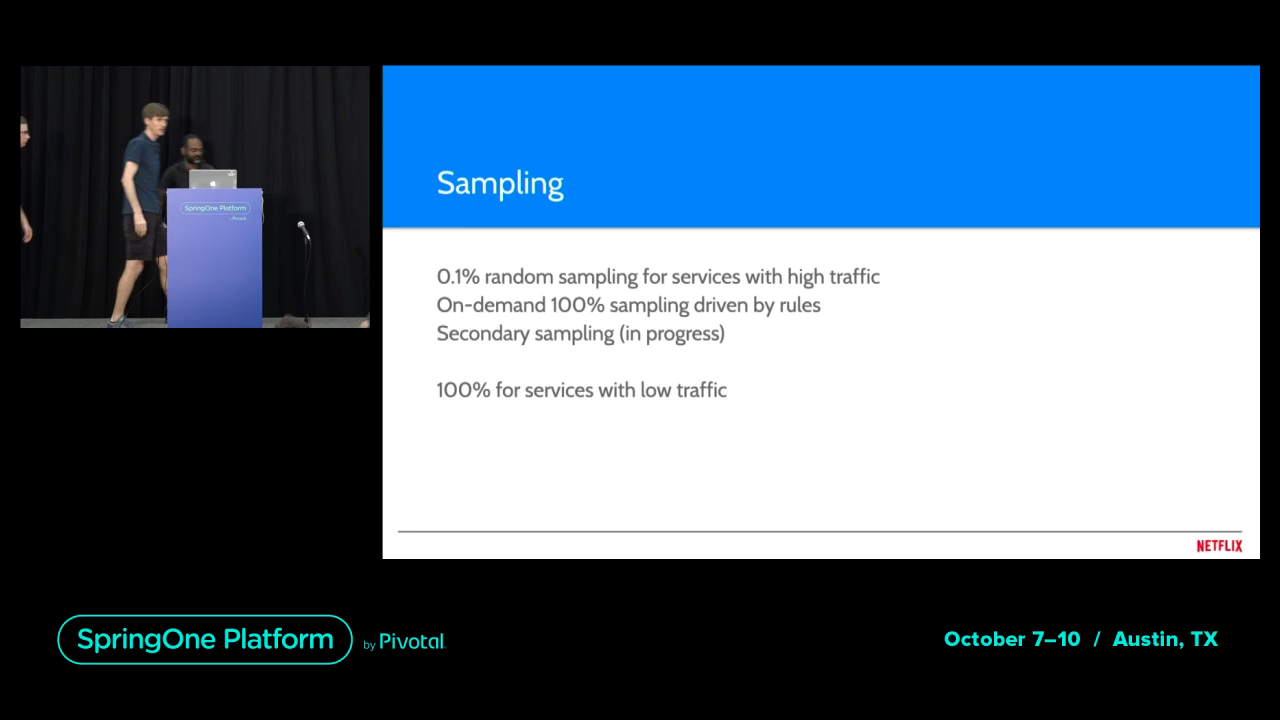 SpringOne Platform
by Pivotal
Sampling
0.1% random sampling for services with high traffic
On-demand 100% sampling driven by rules
Secondary sampling (in progress)
100% for services with low traffic
NETFLIX
SpringOne Platform by Pivotal
October 7–10 / Austin, TX